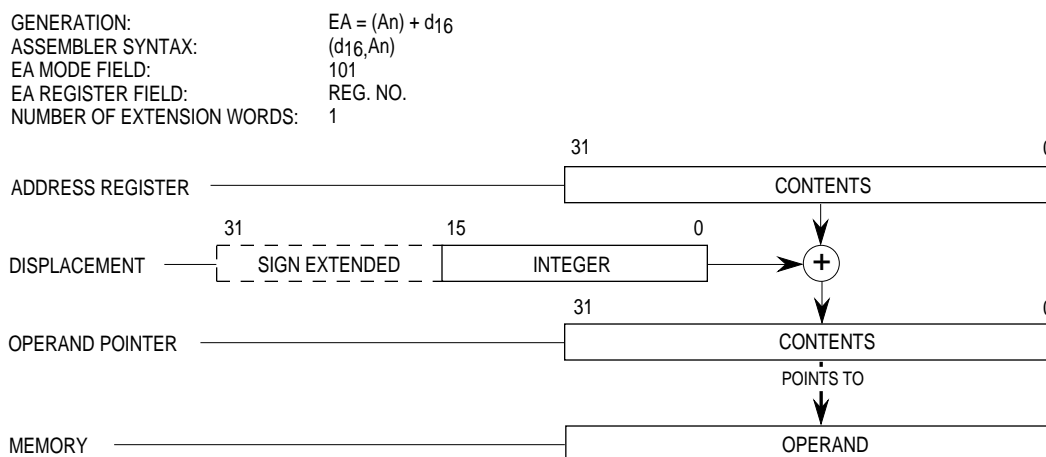 GENERATION: EA = (An) + d16
ASSEMBLER SYNTAX: (d16,An)
EA MODE FIELD: 101
EA REGISTER FIELD: REG. NO.
NUMBER OF EXTENSION WORDS: 1
31 0
ADDRESS REGISTER CONTENTS
31 15 0
DISPLACEMENT SIGN EXTENDED INTEGER +
31 0
OPERAND POINTER CONTENTS
POINTS TO
MEMORY OPERAND